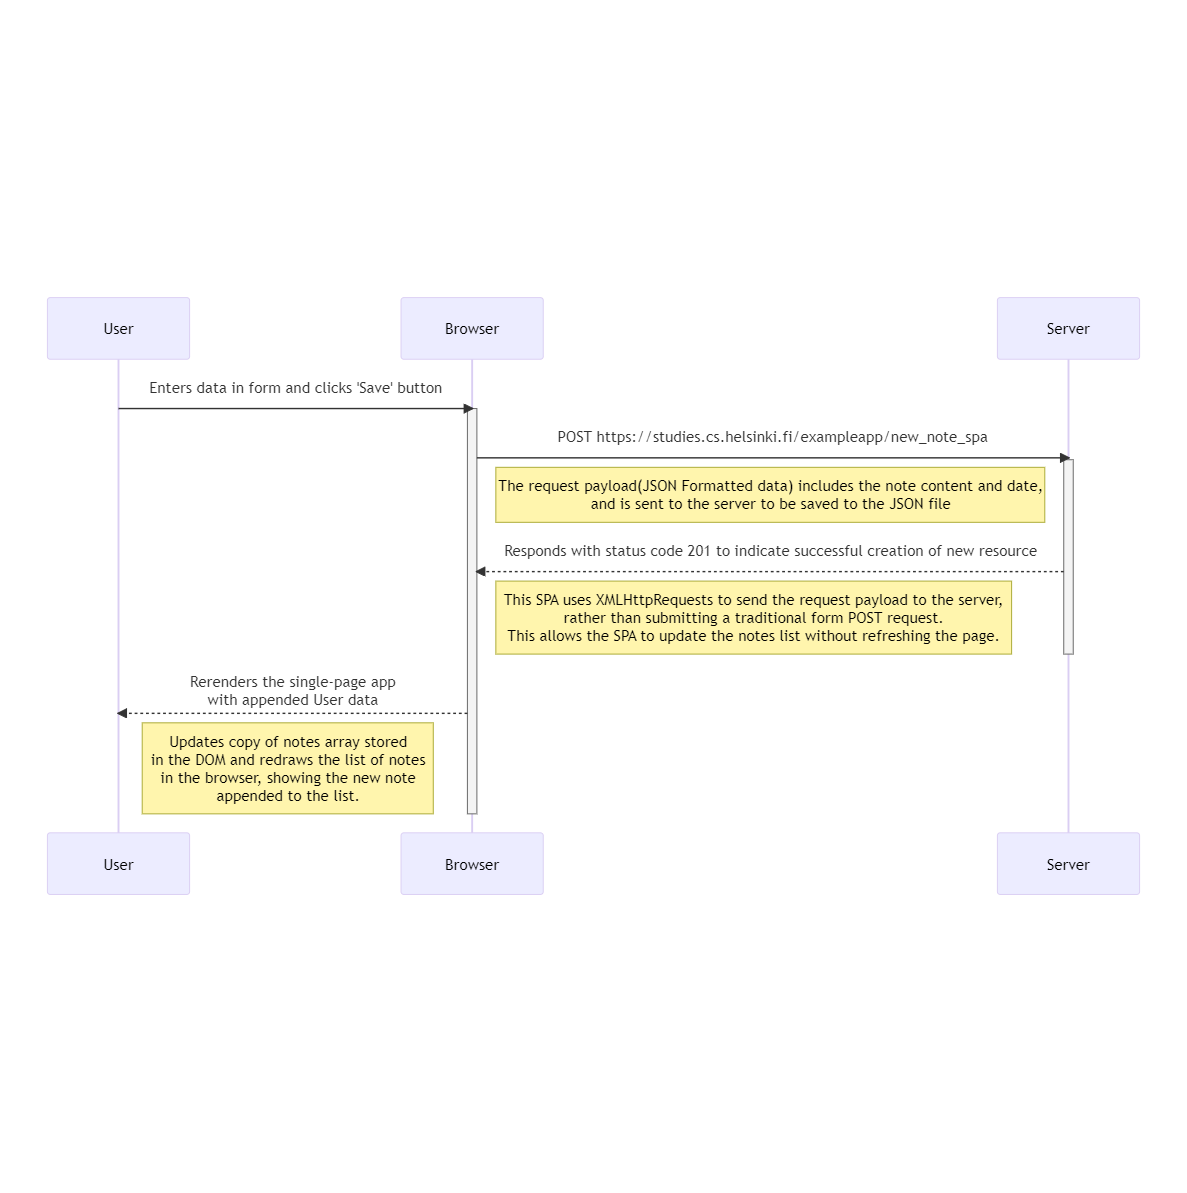 User
Browser
Server
Enters data in form and clicks 'Save' button
POST https://studies.cs.helsinki.fi/exampleapp/new_note_spa
The request payload(JSON Formatted data) includes the note content and date,
and is sent to the server to be saved to the JSON file
Responds with status code 201 to indicate successful creation of new resource
This SPA uses XMLHttpRequests to send the request payload to the server,
rather than submitting a traditional form POST request.
This allows the SPA to update the notes list without refreshing the page.
Rerenders the single-page app
with appended User data
Updates copy of notes array stored
in the DOM and redraws the list of notes
in the browser, showing the new note
appended to the list.
User
Browser
Server